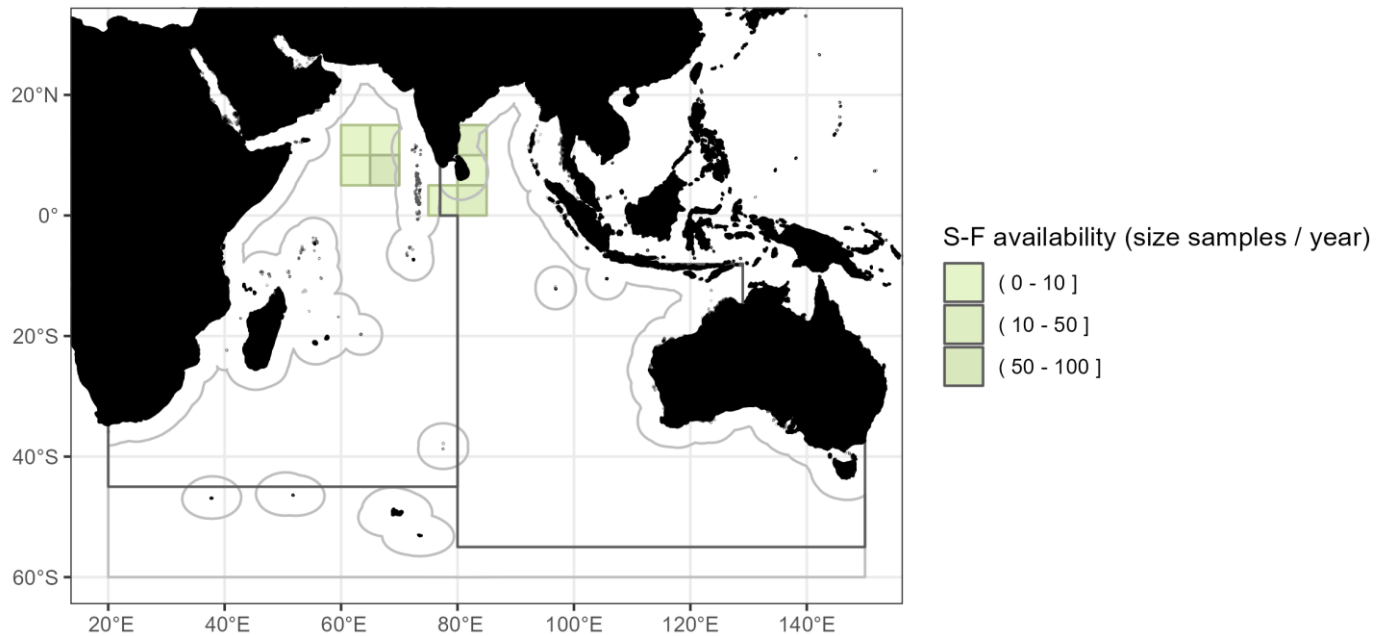 20°N
0°
20°S
40°S
60°S
20°E 40°E 60°E 80°E 100°E 120°E 140°E
S-F availability (size samples / year)
( 0 - 10 ]
( 10 - 50 ]
( 50 - 100 ]